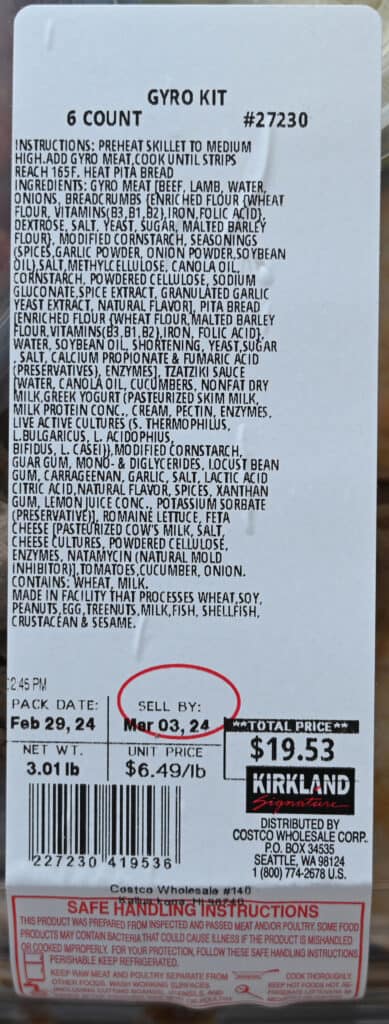 GYRO KIT
6 COUNT #27230
INSTRUCTIONS: PREHEAT SKILLET TO MEDIUM
HIGH.ADD GYRO MEAT,COOK UNTIL STRIPS
REACH 165F. HEAT PITA BREAD
INGREDIENTS: GYRO MEAT [BEEF, LAMB, WATER,
ONIONS, BREADCRUMBS (ENRICHED FLOUR (WHEAT
FLOUR, VITAMINS(B3,B1,B2),IRON,FOLIC ACID),
DEXTROSE, SALT, YEAST, SUGAR, MALTED BARLEY
FLOUR), MODIFIED CORNSTARCH, SEASONINGS
(SPICES,GARLIC POWDER, ONION POWDER,SOYBEAN
OIL),SALT,METHYLCELLULOSE, CANOLA OIL,
CORNSTARCH, POWDERED CELLULOSE, SODIUM
GLUCONATE,SPICE EXTRACT, GRANULATED GARLIC
YEAST EXTRACT, NATURAL FLAVOR], PITA BREAD
[ENRICHED FLOUR (WHEAT FLOUR,MALTED BARLEY
FLOUR,VITAMINS(B3,B1,B2),IRON, FOLIC ACID),
WATER, SOYBEAN OIL, SHORTENING, YEAST,SUGAR
, SALT, CALCIUM PROPIONATE & FUMARIC ACID
(PRESERVATIVES), ENZYMES], TZATZIKI SAUCE
[WATER, CANOLA OIL, CUCUMBERS, NONFAT DRY
MILK,GREEK YOGURT (PASTEURIZED SKIM MILK,
MILK PROTEIN CONC., CREAM, PECTIN, ENZYMES,
LIVE ACTIVE CULTURES (S. THERMOPHILUS,
L.BULGARICUS, L. ACIDOPHIUS,
BIFIDUS, L. CASEI)),MODIFIED CORNSTARCH,
GUAR GUM, MONO- & DIGLYCERIDES, LOCUST BEAN
GUM, CARRAGEENAN, GARLIC, SALT, LACTIC ACID
CITRIC ACID,NATURAL FLAVOR, SPICES, XANTHAN
GUM, LEMON JUICE CONC., POTASSIUM SORBATE
(PRESERVATIVE)], ROMAINE LETTUCE, FETA
CHEESE [PASTEURIZED COW'S MILK, SALT,
CHEESE CULTURES, POWDERED CELLULOSE,
ENZYMES, NATAMYCIN (NATURAL MOLD
INHIBITOR)],TOMATOES,CUCUMBER, ONION.
CONTAINS: WHEAT, MILK.
MADE IN FACILITY THAT PROCESSES WHEAT,SOY,
PEANUTS,EGG,TREENUTS,MILK,FISH, SHELLFISH,
CRUSTACEAN & SESAME.
02:45 PM
PACK DATE: SELL BY:
Feb 29, 24 Mar 03, 24 **TOTAL PRICE**
NET WT. UNIT PRICE $19.53
3.01 lb $6.49/lb
KIRKLAND
Signature
DISTRIBUTED BY
COSTCO WHOLESALE CORP.
P.O. BOX 34535
SEATTLE, WA 98124
1 (800) 774-2678 U.S.
227230 419536
Costco Wholesale #140
SAFE HANDLING INSTRUCTIONS
THIS PRODUCT WAS PREPARED FROM INSPECTED AND PASSED MEAT AND/OR POULTRY. SOME FOOD
PRODUCTS MAY CONTAIN BACTERIA THAT COULD CAUSE ILLNESS IF THE PRODUCT IS MISHANDLED
OR COOKED IMPROPERLY. FOR YOUR PROTECTION, FOLLOW THESE SAFE HANDLING INSTRUCTIONS.
PERISHABLE KEEP REFRIGERATED.
KEEP RAW MEAT AND POULTRY SEPARATE FROM COOK THOROUGHLY.
OTHER FOODS. WASH WORKING SURFACES KEEP HOT FOODS HOT.